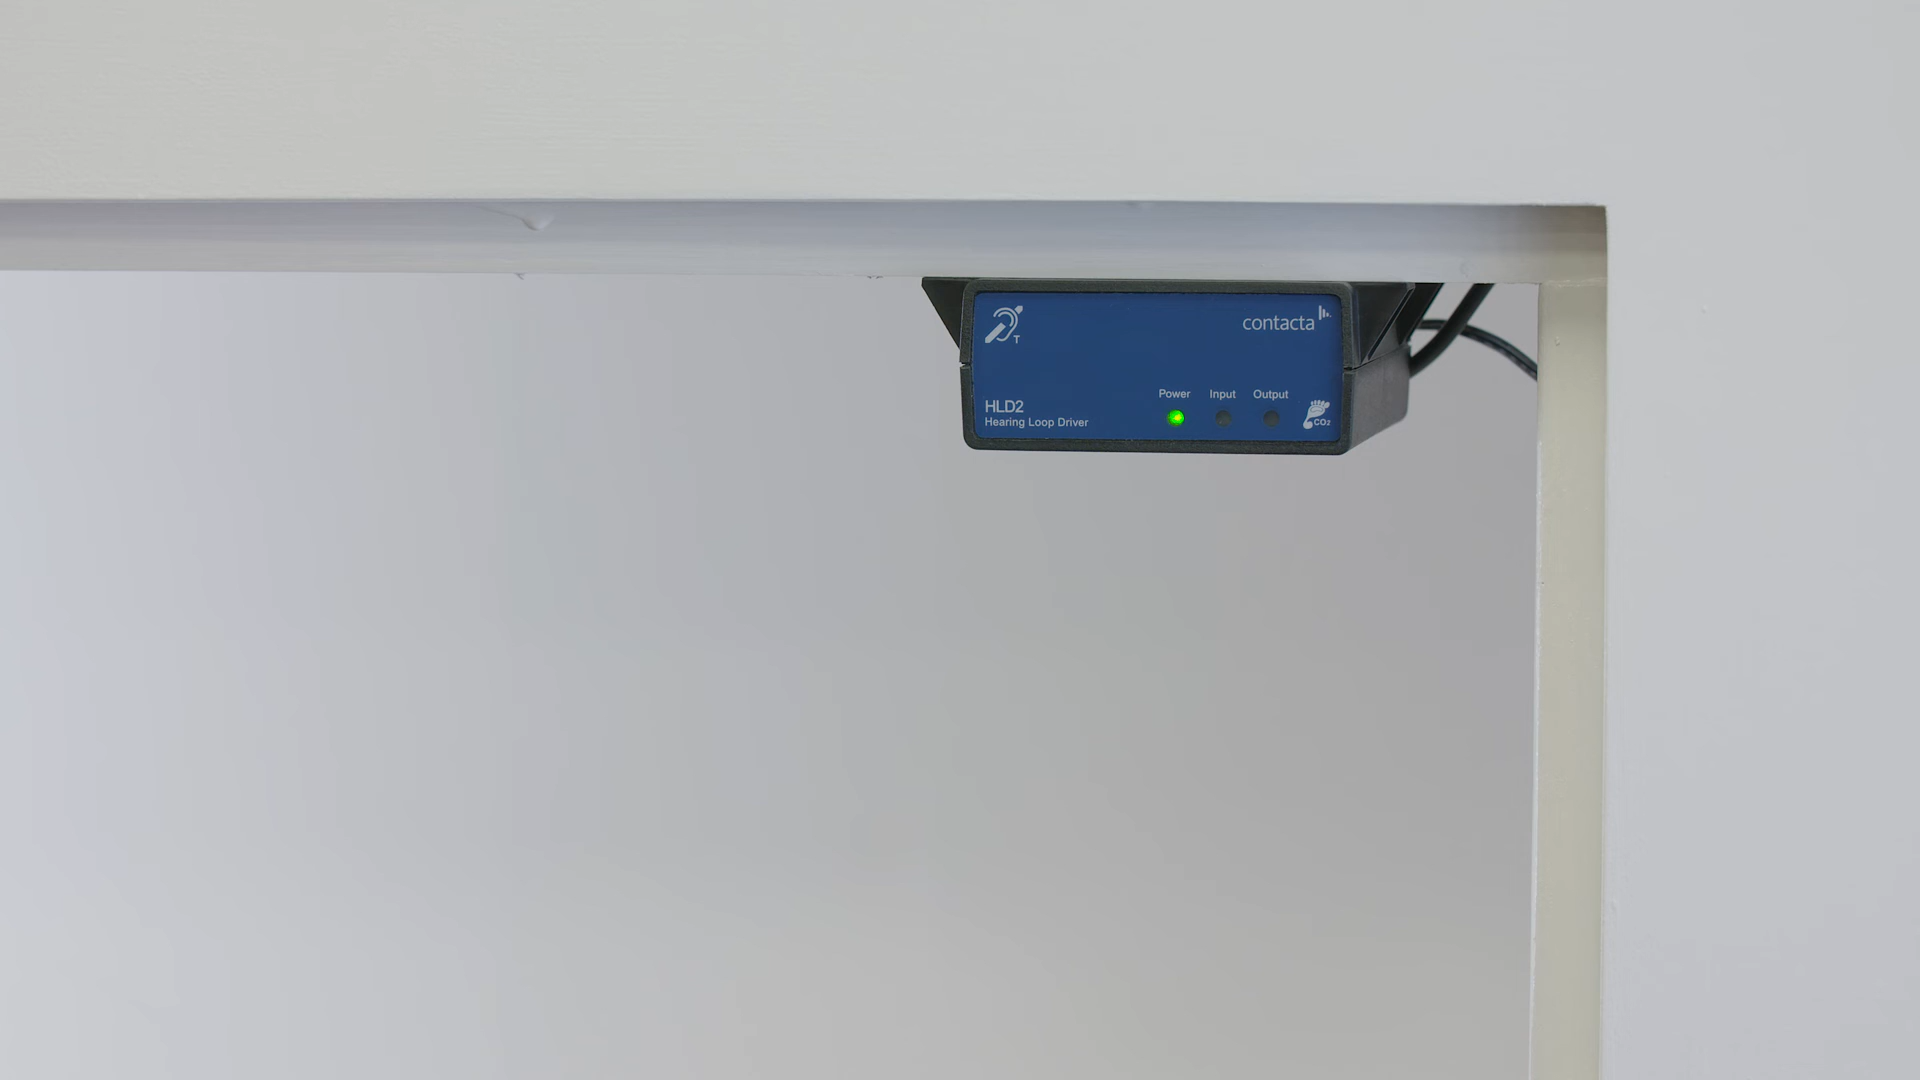 T
contacta
HLD2
Hearing Loop Driver
Power Input Output
CO2